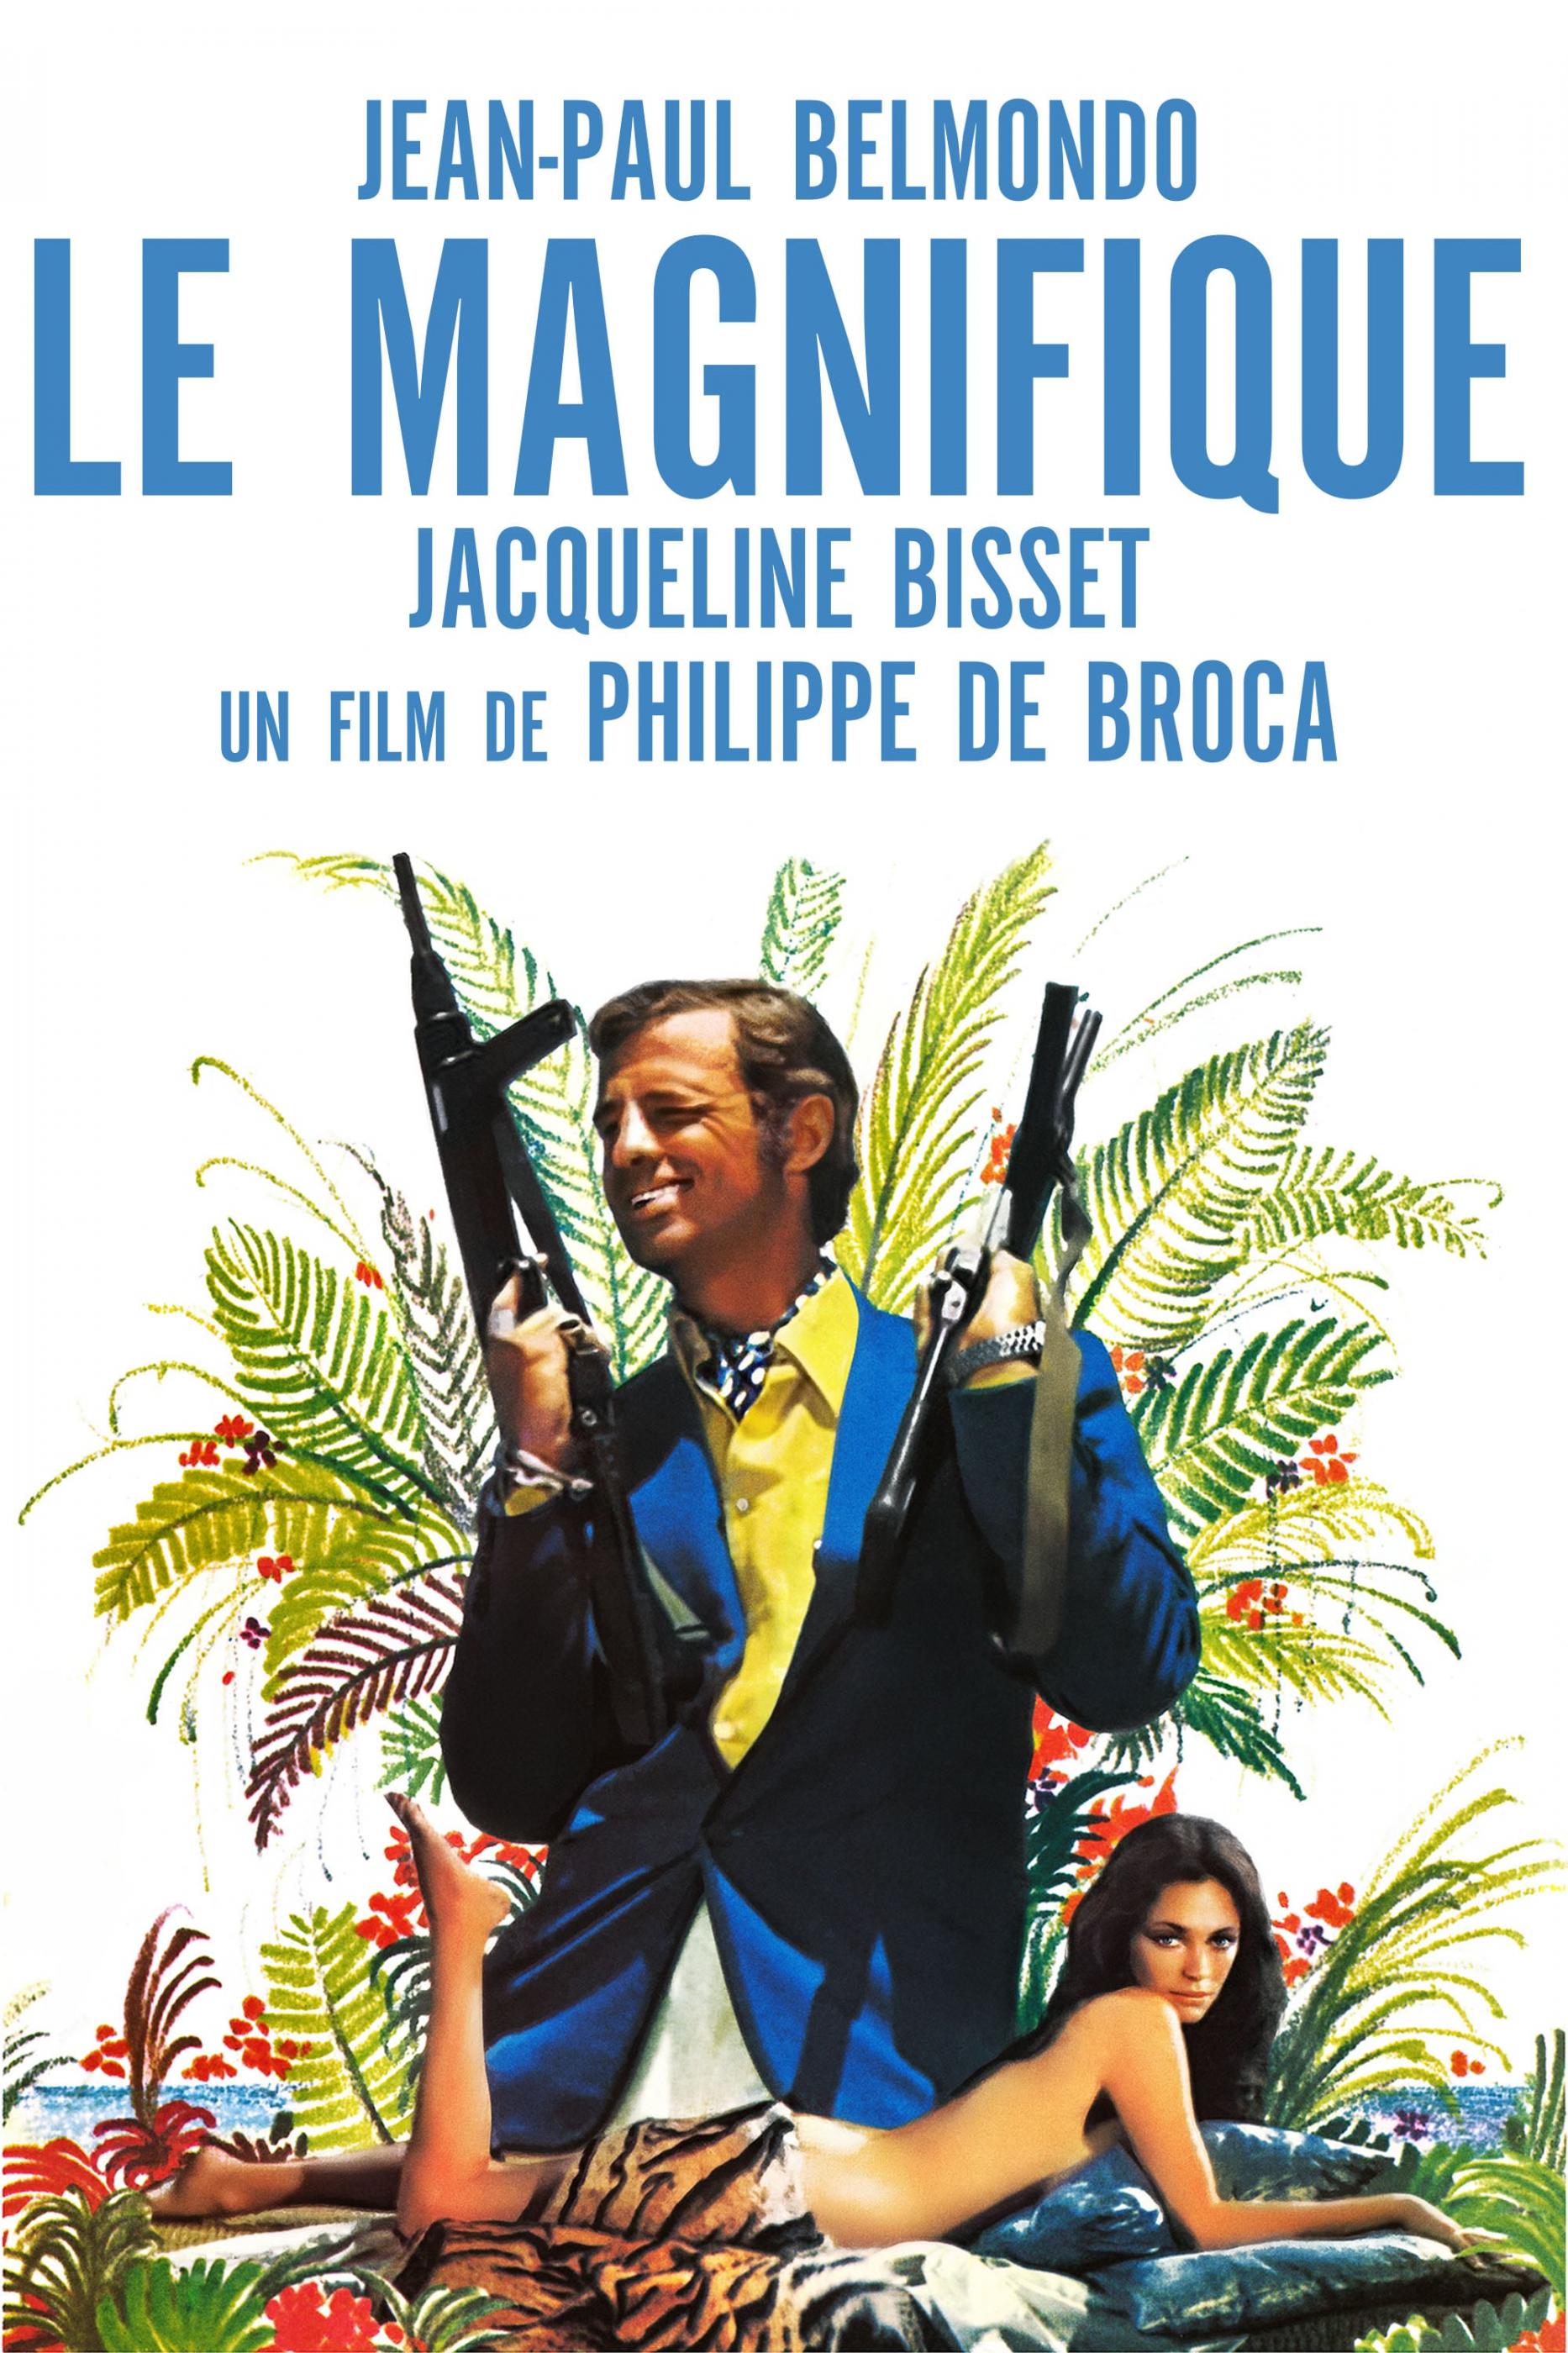 JEAN-PAUL BELMONDO
LE MAGNIFIQUE
JACQUELINE BISSET
UN FILM DE PHILIPPE DE BROCA